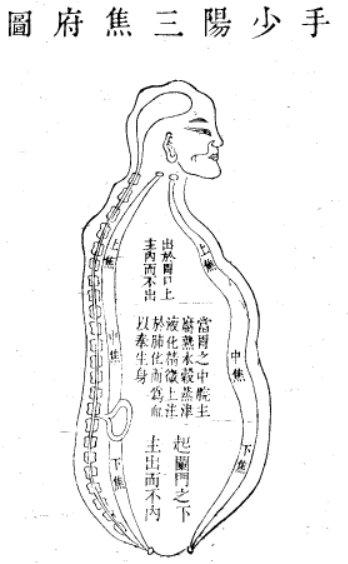 手少陽三焦府圖
上焦
出於胃口上
主內而不出
上焦
中焦
當胃之中脘主
腐熟水穀蒸津
液化精微上注
於肺化而爲血
以奉生身
中焦
下焦
起闌門之下
主出而不內
下焦